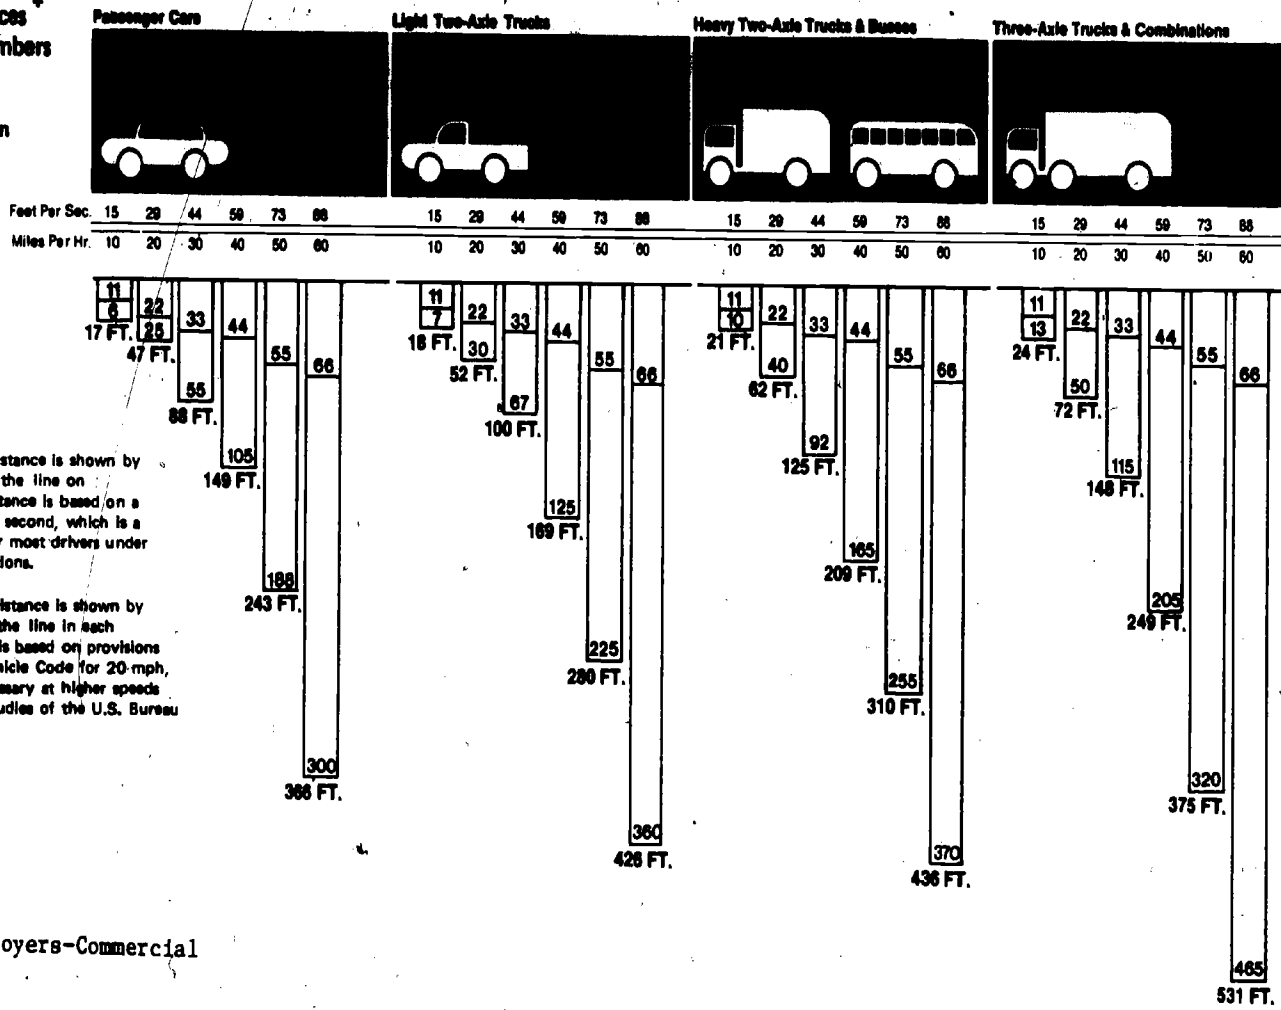 ces
mbers
n
Passenger Cars
Light Two-Axle Trucks
Heavy Two-Axle Trucks & Busses
Three-Axle Trucks & Combinations
Feet Per Sec. 15 29 44 59 73 88 15 29 44 59 73 88 15 29 44 59 73 88 15 29 44 59 73 88
Miles Per Hr. 10 20 30 40 50 60 10 20 30 40 50 60 10 20 30 40 50 60 10 20 30 40 50 60
11 22 33 44 55 66
6 25 55 105 188 300
17 FT. 47 FT. 88 FT. 149 FT. 243 FT. 366 FT.
11 22 33 44 55 66
7 30 67 125 225 360
18 FT. 52 FT. 100 FT. 169 FT. 280 FT. 426 FT.
11 22 33 44 55 66
10 40 92 165 255 370
21 FT. 62 FT. 125 FT. 209 FT. 310 FT. 436 FT.
11 22 33 44 55 66
13 50 115 205 320 465
24 FT. 72 FT. 148 FT. 249 FT. 375 FT. 531 FT.
stance is shown by
the line on
tance is based on a
second, which is a
r most drivers under
ions.
istance is shown by
the line in each
is based on provisions
hicle Code for 20 mph,
ssary at higher speeds
udies of the U.S. Bureau
oyers-Commercial